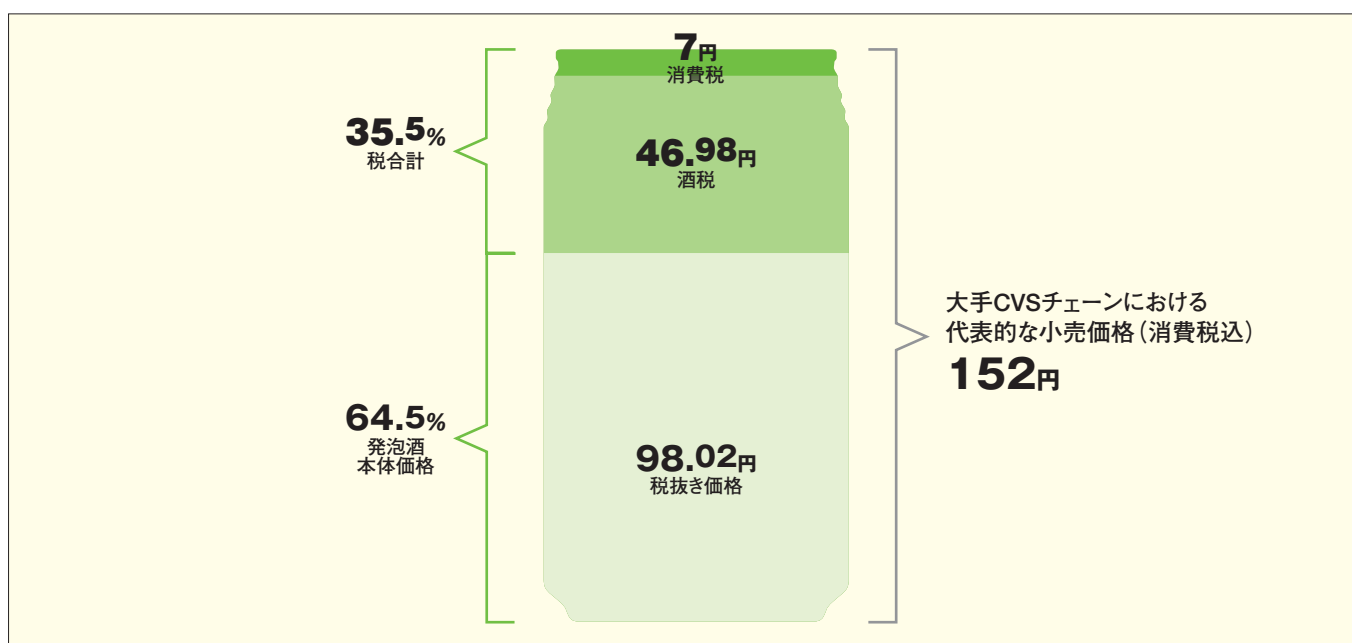 7円
消費税
35.5%
税合計
46.98円
酒税
大手CVSチェーンにおける
代表的な小売価格（消費税込）
152円
64.5%
発泡酒
本体価格
98.02円
税抜き価格